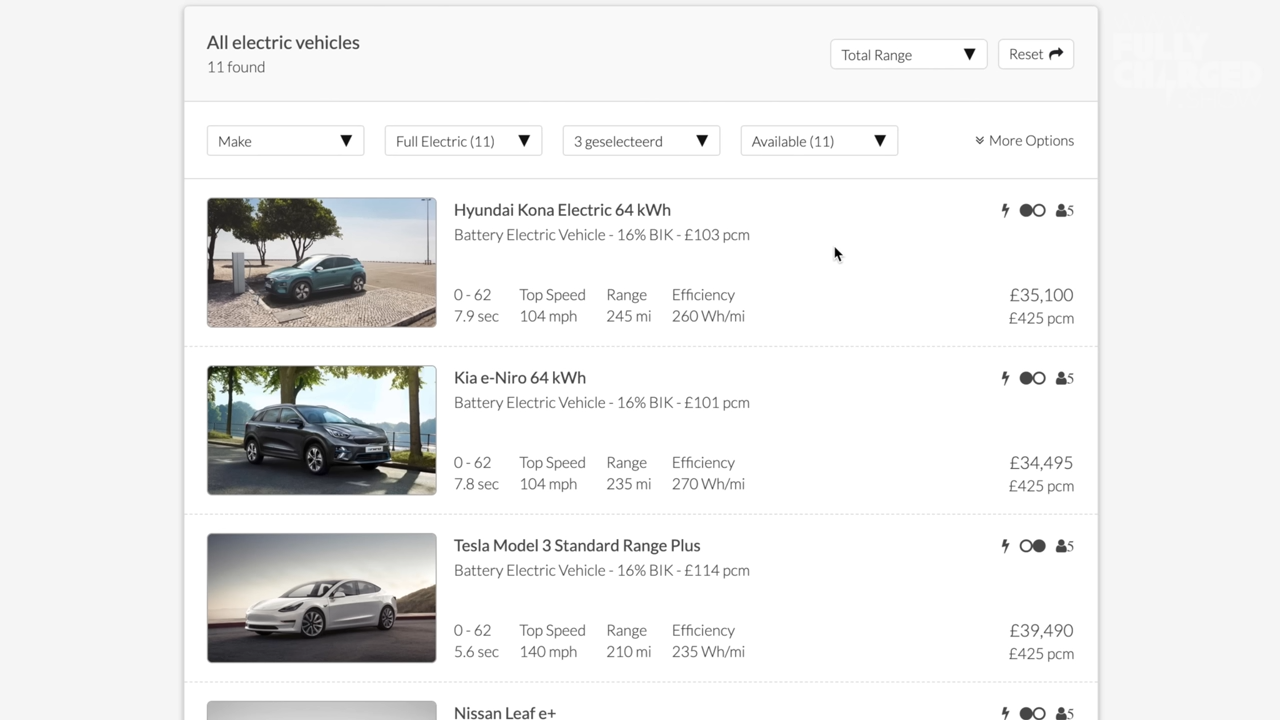 All electric vehicles
11 found
Total Range
Reset
FULLY
CHARGED
Make
Full Electric (11)
3 geselecteerd
Available (11)
More Options
Hyundai Kona Electric 64 kWh
5
Battery Electric Vehicle - 16% BIK - £103 pcm
0 - 62 Top Speed Range Efficiency £35,100
7.9 sec 104 mph 245 mi 260 Wh/mi £425 pcm
Kia e-Niro 64 kWh
5
Battery Electric Vehicle - 16% BIK - £101 pcm
0 - 62 Top Speed Range Efficiency £34,495
7.8 sec 104 mph 235 mi 270 Wh/mi £425 pcm
Tesla Model 3 Standard Range Plus
5
Battery Electric Vehicle - 16% BIK - £114 pcm
0 - 62 Top Speed Range Efficiency £39,490
5.6 sec 140 mph 210 mi 235 Wh/mi £425 pcm
Nissan Leaf e+
5